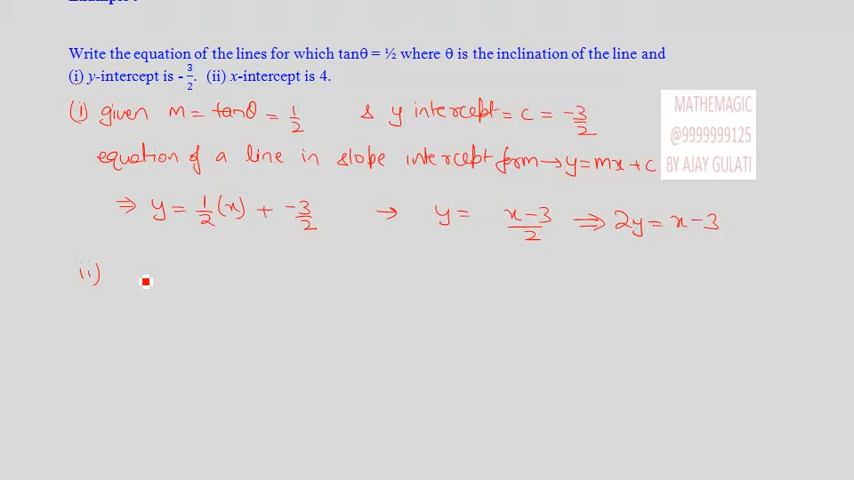 Write the equation of the lines for which tanθ = ½ where θ is the inclination of the line and
(i) y-intercept is - 3/2. (ii) x-intercept is 4.
(i) given m = tanθ = 1/2 & y intercept = c = -3/2
MATHEMAGIC
@9999999125
BY AJAY GULATI
equation of a line in slope intercept form → y = mx + c
⇒ y = 1/2 (x) + -3/2 → y = x-3/2 ⇒ 2y = x-3
ii)